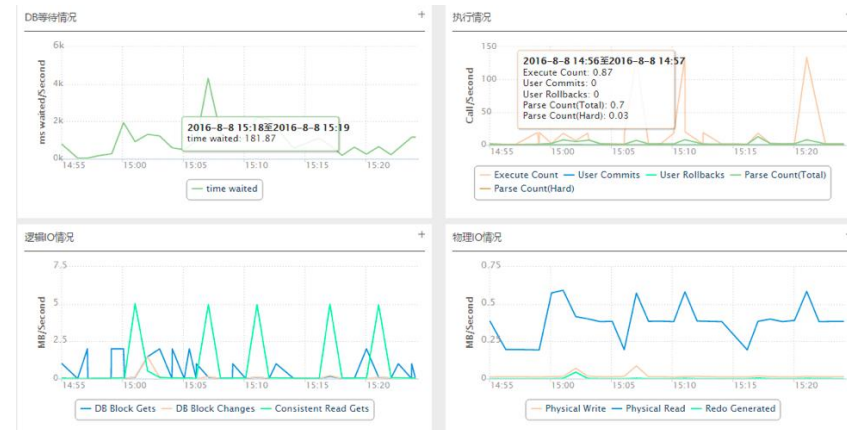 DB等待情况
+
6k
4k
2k
0k
ms waited/Second
2016-8-8 15:18至2016-8-8 15:19
time waited: 181.87
14:55
15:00
15:05
15:10
15:15
15:20
time waited
执行情况
150
100
50
0
Call/Second
2016-8-8 14:56至2016-8-8 14:57
Execute Count: 0.87
User Commits: 0
User Rollbacks: 0
Parse Count(Total): 0.7
Parse Count(Hard): 0.03
14:55
15:00
15:05
15:10
15:15
15:20
Execute Count
User Commits
User Rollbacks
Parse Count(Total)
Parse Count(Hard)
逻辑IO情况
+
7.5
5
2.5
0
MB/Second
14:55
15:00
15:05
15:10
15:15
15:20
DB Block Gets
DB Block Changes
Consistent Read Gets
物理IO情况
0.75
0.5
0.25
0
MB/Second
14:55
15:00
15:05
15:10
15:15
15:20
Physical Write
Physical Read
Redo Generated